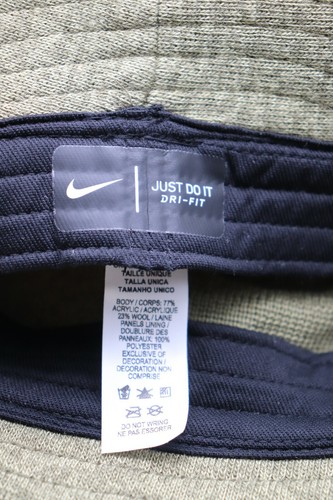 JUST DO IT
DRI-FIT
TAILLE UNIQUE
TALLA UNICA
TAMANHO UNICO
BODY / CORPS: 77%
ACRYLIC / ACRYLIQUE
23% WOOL / LAINE
PANELS LINING /
DOUBLURE DES
PANNEAUX: 100%
POLYESTER
EXCLUSIVE OF
DECORATION /
DECORATION NON
COMPRISE
DO NOT WRING
NE PAS ESSORER